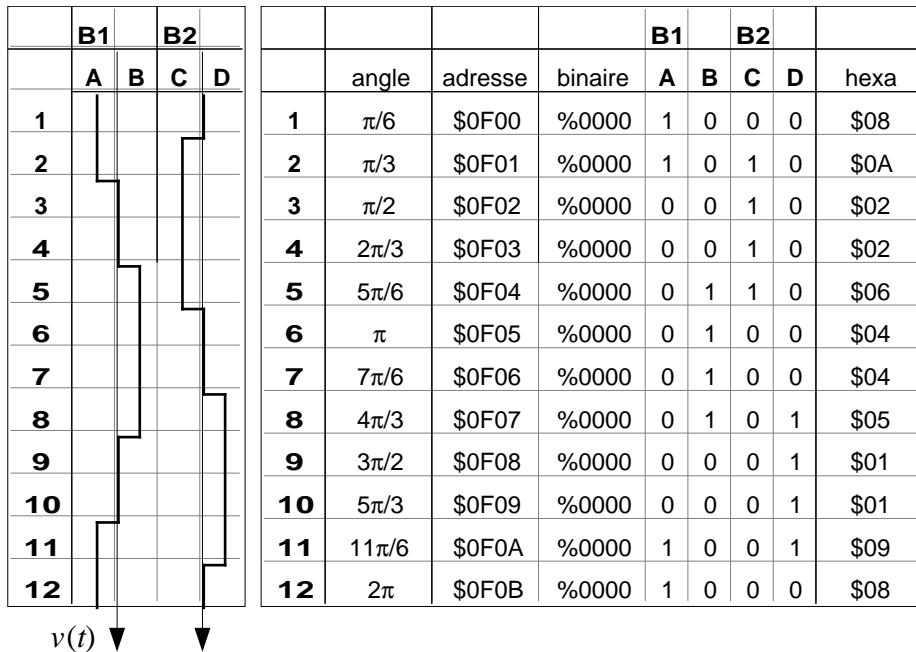 B1 B2
A B C D
1
2
3
4
5
6
7
8
9
10
11
12
v(t)
B1 B2
angle adresse binaire A B C D hexa
1 π/6 $0F00 %0000 1 0 0 0 $08
2 π/3 $0F01 %0000 1 0 1 0 $0A
3 π/2 $0F02 %0000 0 0 1 0 $02
4 2π/3 $0F03 %0000 0 0 1 0 $02
5 5π/6 $0F04 %0000 0 1 1 0 $06
6 π $0F05 %0000 0 1 0 0 $04
7 7π/6 $0F06 %0000 0 1 0 0 $04
8 4π/3 $0F07 %0000 0 1 0 1 $05
9 3π/2 $0F08 %0000 0 0 0 1 $01
10 5π/3 $0F09 %0000 0 0 0 1 $01
11 11π/6 $0F0A %0000 1 0 0 1 $09
12 2π $0F0B %0000 1 0 0 0 $08